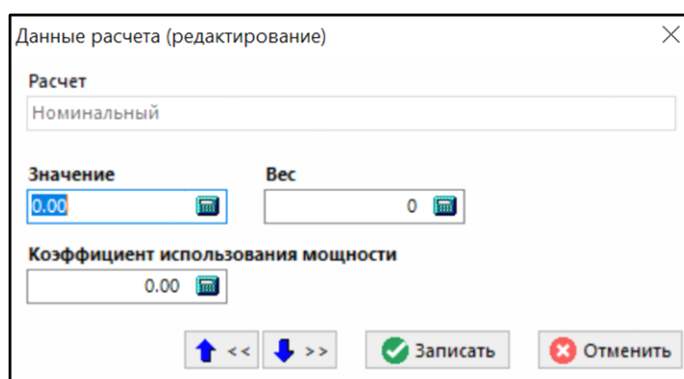 Данные расчета (редактирование)
Расчет
Номинальный
Значение Вес
0.00 0
Коэффициент использования мощности
0.00
<< >> Записать Отменить